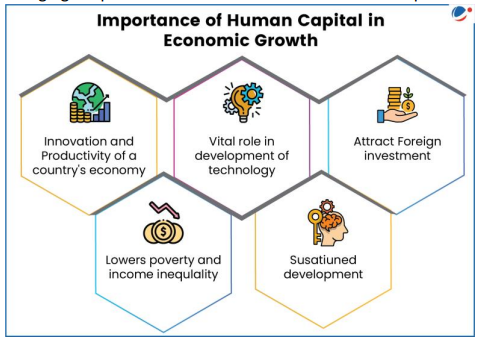 Importance of Human Capital in
Economic Growth
Innovation and
Productivity of a
country's economy
Vital role in
development of
technology
Attract Foreign
investment
Lowers poverty and
income inequlality
Susatiuned
development